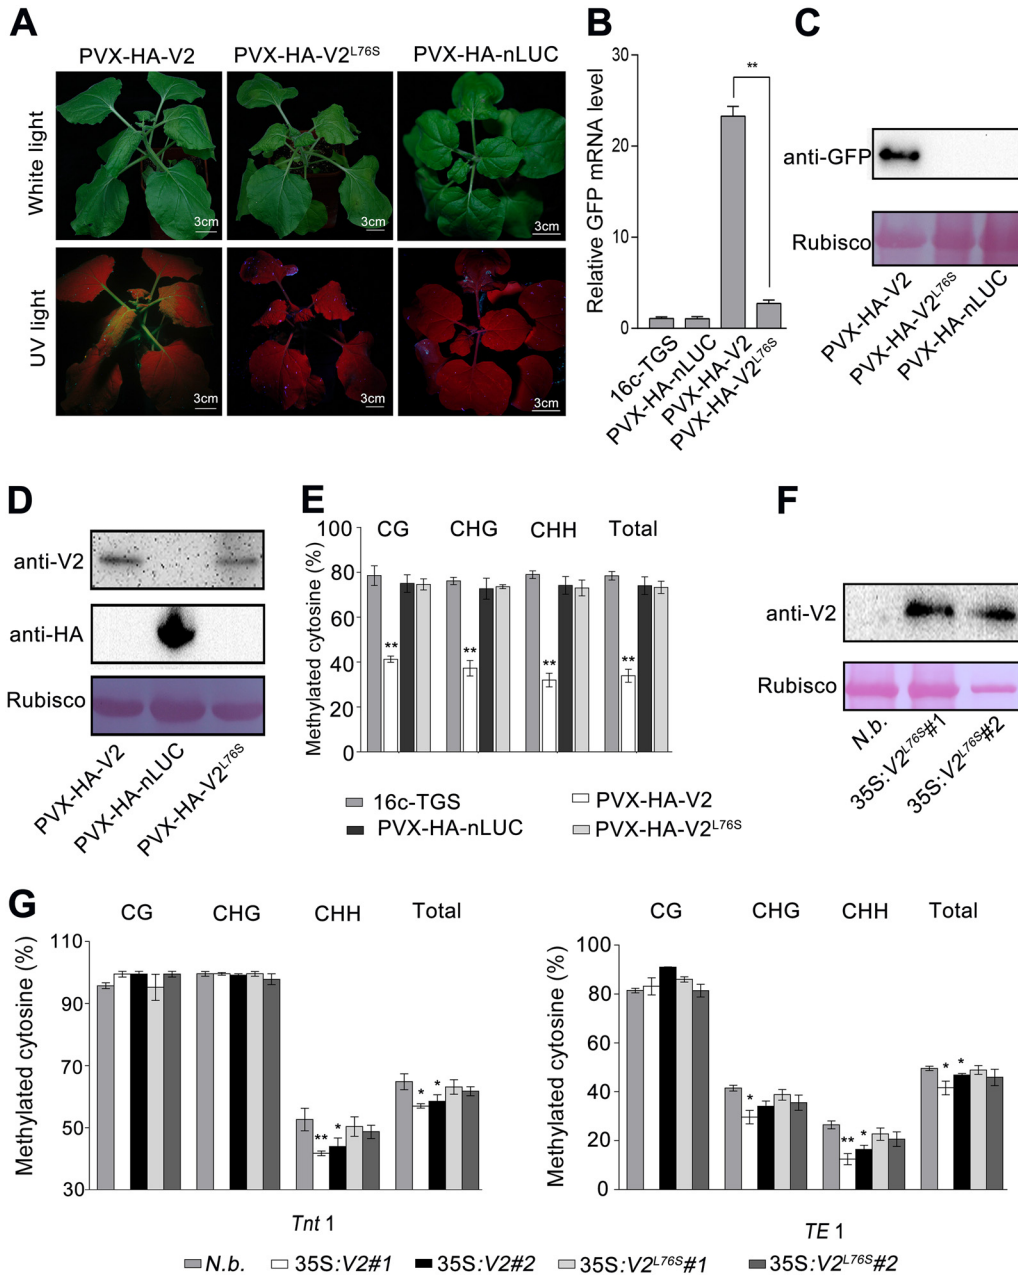 A
PVX-HA-V2
PVX-HA-V2L76S
PVX-HA-nLUC
White light
3cm
3cm
3cm
UV light
3cm
3cm
3cm
B
Relative GFP mRNA level
30
20
10
0
**
16c-TGS
PVX-HA-nLUC
PVX-HA-V2
PVX-HA-V2L76S
C
anti-GFP
Rubisco
PVX-HA-V2
PVX-HA-V2L76S
PVX-HA-nLUC
D
anti-V2
anti-HA
Rubisco
PVX-HA-V2
PVX-HA-nLUC
PVX-HA-V2L76S
E
Methylated cytosine (%)
100
80
60
40
20
0
CG CHG CHH Total
** ** ** **
16c-TGS
PVX-HA-V2
PVX-HA-nLUC
PVX-HA-V2L76S
F
anti-V2
Rubisco
N.b.
35S:V2L76S#1
35S:V2L76S#2
G
CG CHG CHH Total
Methylated cytosine (%)
110
90
70
50
30
** * * *
Tnt 1
CG CHG CHH Total
Methylated cytosine (%)
100
80
60
40
20
0
* ** * * *
TE 1
N.b. 35S:V2#1 35S:V2#2 35S:V2L76S#1 35S:V2L76S#2